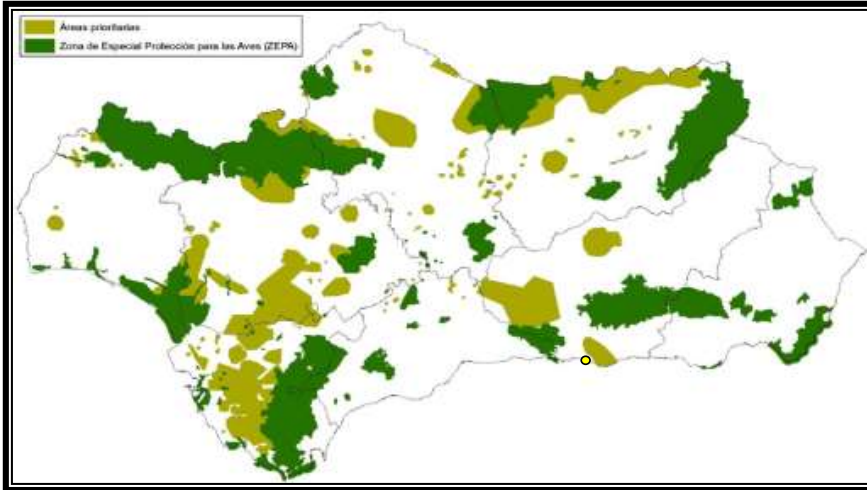 Áreas prioritarias
Zona de Especial Protección para las Aves (ZEPA)